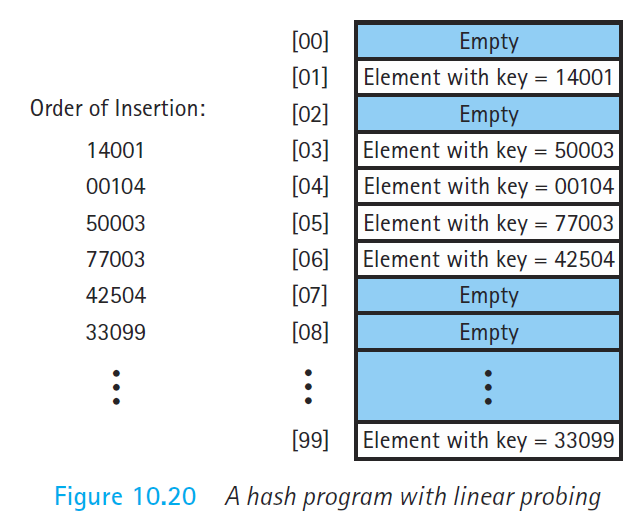 [00] Empty
[01] Element with key = 14001
Order of Insertion:
[02] Empty
14001 [03] Element with key = 50003
00104 [04] Element with key = 00104
50003 [05] Element with key = 77003
77003 [06] Element with key = 42504
42504 [07] Empty
33099 [08] Empty
[99] Element with key = 33099
Figure 10.20 A hash program with linear probing